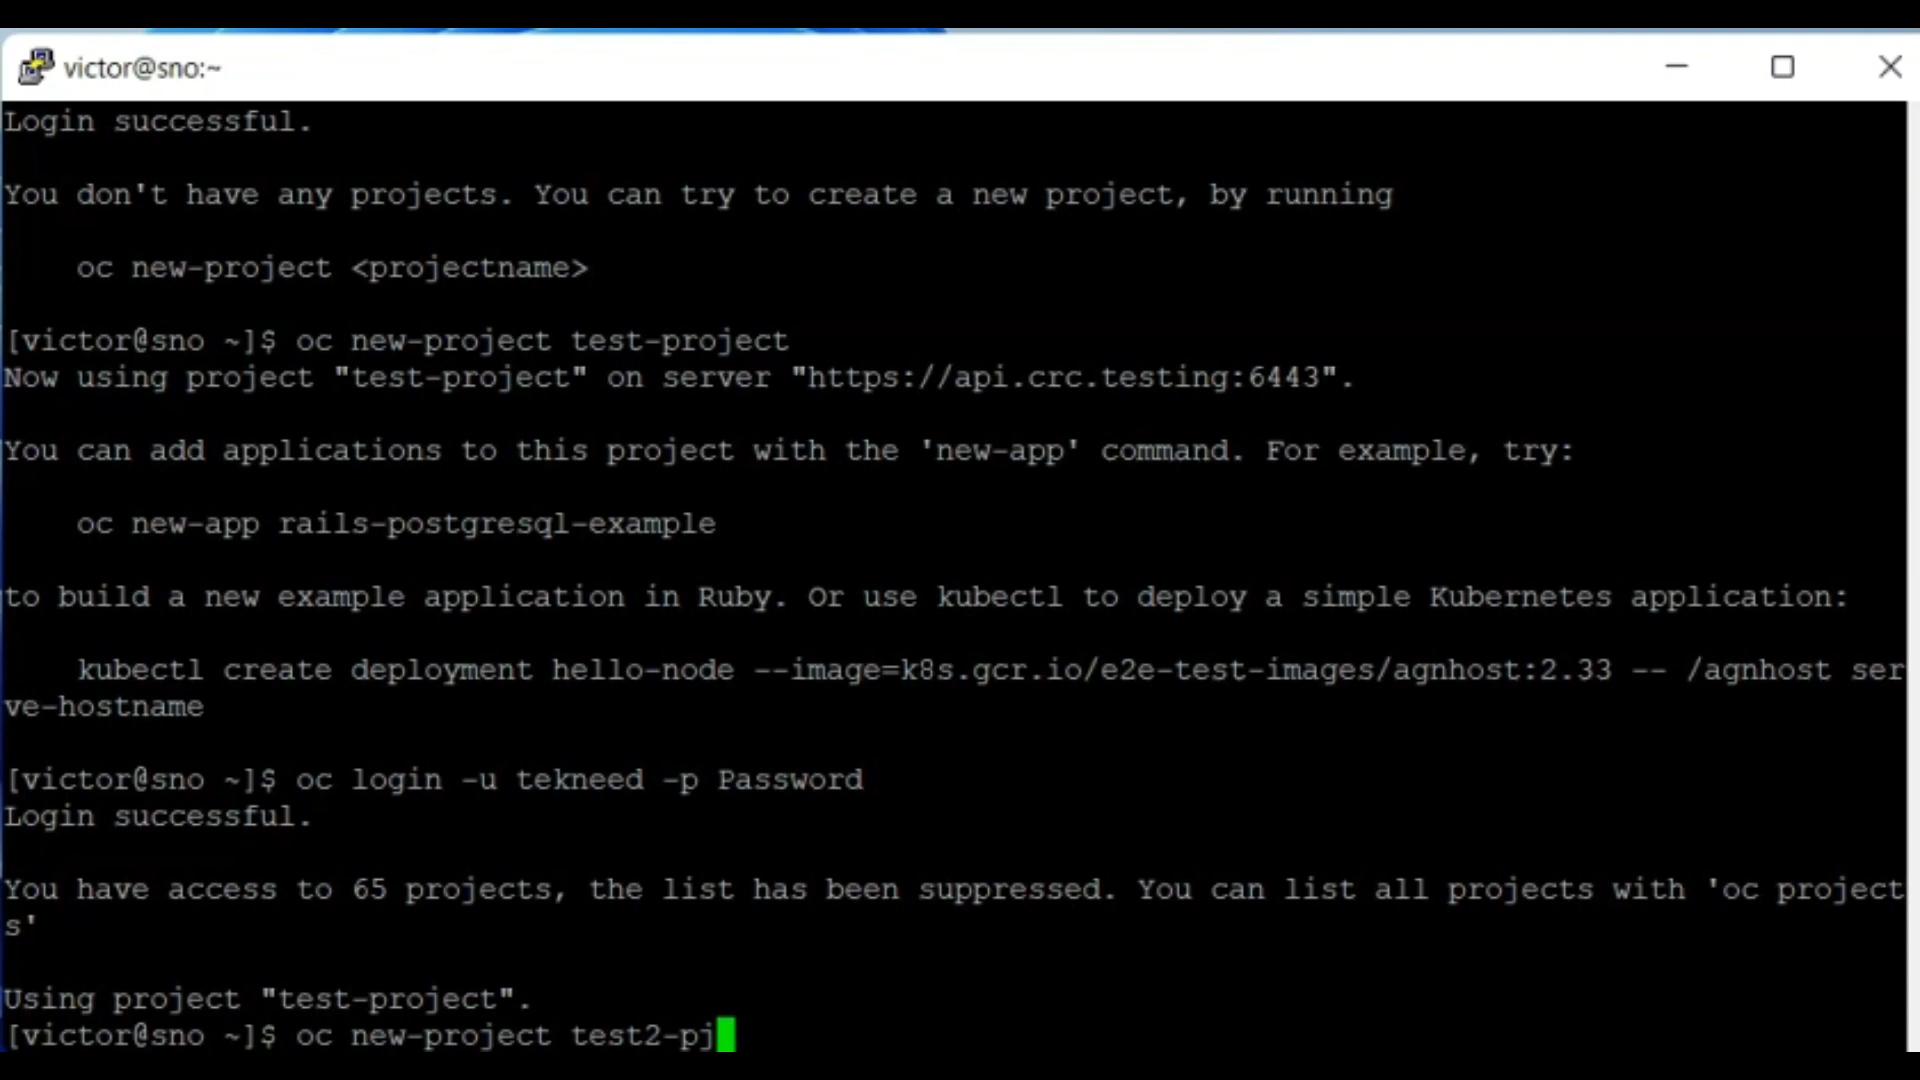 victor@sno:~
Login successful.
You don't have any projects. You can try to create a new project, by running
oc new-project <projectname>
[victor@sno ~]$ oc new-project test-project
Now using project "test-project" on server "https://api.crc.testing:6443".
You can add applications to this project with the 'new-app' command. For example, try:
oc new-app rails-postgresql-example
to build a new example application in Ruby. Or use kubectl to deploy a simple Kubernetes application:
kubectl create deployment hello-node --image=k8s.gcr.io/e2e-test-images/agnhost:2.33 -- /agnhost ser
ve-hostname
[victor@sno ~]$ oc login -u tekneed -p Password
Login successful.
You have access to 65 projects, the list has been suppressed. You can list all projects with 'oc project
s'
Using project "test-project".
[victor@sno ~]$ oc new-project test2-pj